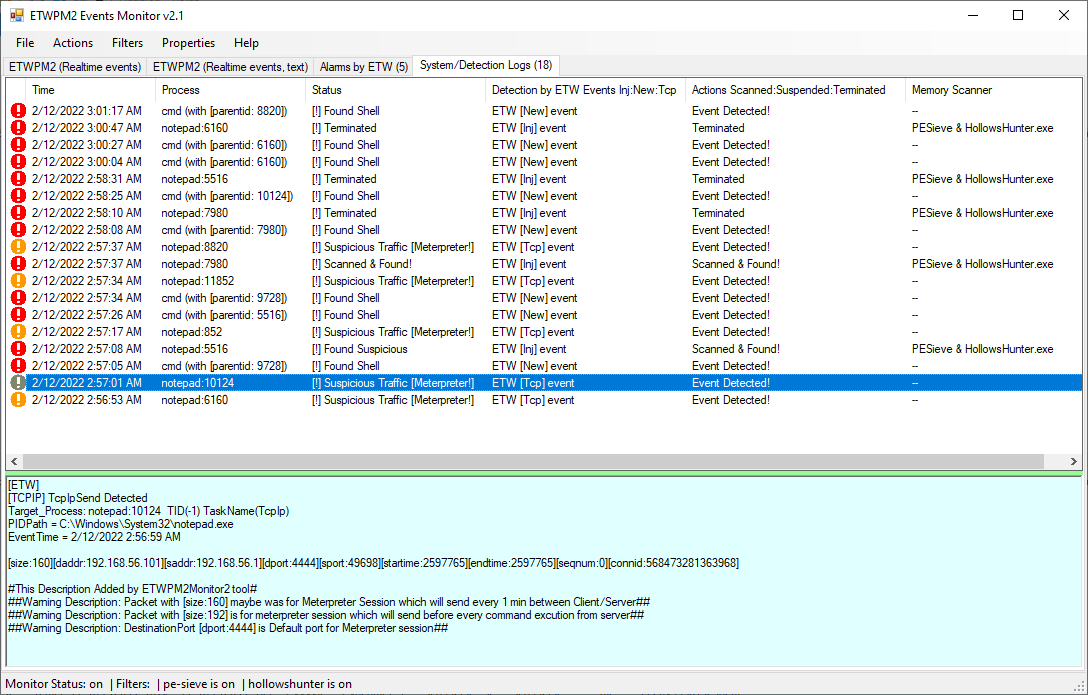 ETWPM2 Events Monitor v2.1
File Actions Filters Properties Help
ETWPM2 (Realtime events) ETWPM2 (Realtime events, text) Alarms by ETW (5) System/Detection Logs (18)
Time Process Status Detection by ETW Events Inj:New:Tcp Actions Scanned:Suspended:Terminated Memory Scanner
2/12/2022 3:01:17 AM cmd (with [parentid: 8820]) [!] Found Shell ETW [New] event Event Detected! --
2/12/2022 3:00:47 AM notepad:6160 [!] Terminated ETW [Inj] event Terminated PESieve & HollowsHunter.exe
2/12/2022 3:00:27 AM cmd (with [parentid: 6160]) [!] Found Shell ETW [New] event Event Detected! --
2/12/2022 3:00:04 AM cmd (with [parentid: 6160]) [!] Found Shell ETW [New] event Event Detected! --
2/12/2022 2:58:31 AM notepad:5516 [!] Terminated ETW [Inj] event Terminated PESieve & HollowsHunter.exe
2/12/2022 2:58:25 AM cmd (with [parentid: 10124]) [!] Found Shell ETW [New] event Event Detected! --
2/12/2022 2:58:10 AM notepad:7980 [!] Terminated ETW [Inj] event Terminated PESieve & HollowsHunter.exe
2/12/2022 2:58:08 AM cmd (with [parentid: 7980]) [!] Found Shell ETW [New] event Event Detected! --
2/12/2022 2:57:37 AM notepad:8820 [!] Suspicious Traffic [Meterpreter!] ETW [Tcp] event Event Detected! --
2/12/2022 2:57:37 AM notepad:7980 [!] Scanned & Found! ETW [Inj] event Scanned & Found! PESieve & HollowsHunter.exe
2/12/2022 2:57:34 AM notepad:11852 [!] Suspicious Traffic [Meterpreter!] ETW [Tcp] event Event Detected! --
2/12/2022 2:57:34 AM cmd (with [parentid: 9728]) [!] Found Shell ETW [New] event Event Detected! --
2/12/2022 2:57:26 AM cmd (with [parentid: 5516]) [!] Found Shell ETW [New] event Event Detected! --
2/12/2022 2:57:17 AM notepad:852 [!] Suspicious Traffic [Meterpreter!] ETW [Tcp] event Event Detected! --
2/12/2022 2:57:08 AM notepad:5516 [!] Found Suspicious ETW [Inj] event Scanned & Found! PESieve & HollowsHunter.exe
2/12/2022 2:57:05 AM cmd (with [parentid: 9728]) [!] Found Shell ETW [New] event Event Detected! --
2/12/2022 2:57:01 AM notepad:10124 [!] Suspicious Traffic [Meterpreter!] ETW [Tcp] event Event Detected! --
2/12/2022 2:56:53 AM notepad:6160 [!] Suspicious Traffic [Meterpreter!] ETW [Tcp] event Event Detected! --
[ETW]
[TCPIP] TcpIpSend Detected
Target_Process: notepad:10124 TID(-1) TaskName(TcpIp)
PIDPath = C:\Windows\System32\notepad.exe
EventTime = 2/12/2022 2:56:59 AM
[size:160][daddr:192.168.56.101][saddr:192.168.56.1][dport:4444][sport:49698][startime:2597765][endtime:2597765][seqnum:0][connid:568473281363968]
#This Description Added by ETWPM2Monitor2 tool#
##Warning Description: Packet with [size:160] maybe was for Meterpreter Session which will send every 1 min between Client/Server##
##Warning Description: Packet with [size:192] is for meterpreter session which will send before every command excution from server##
##Warning Description: DestinationPort [dport:4444] is Default port for Meterpreter session##
Monitor Status: on | Filters: | pe-sieve is on | hollowshunter is on